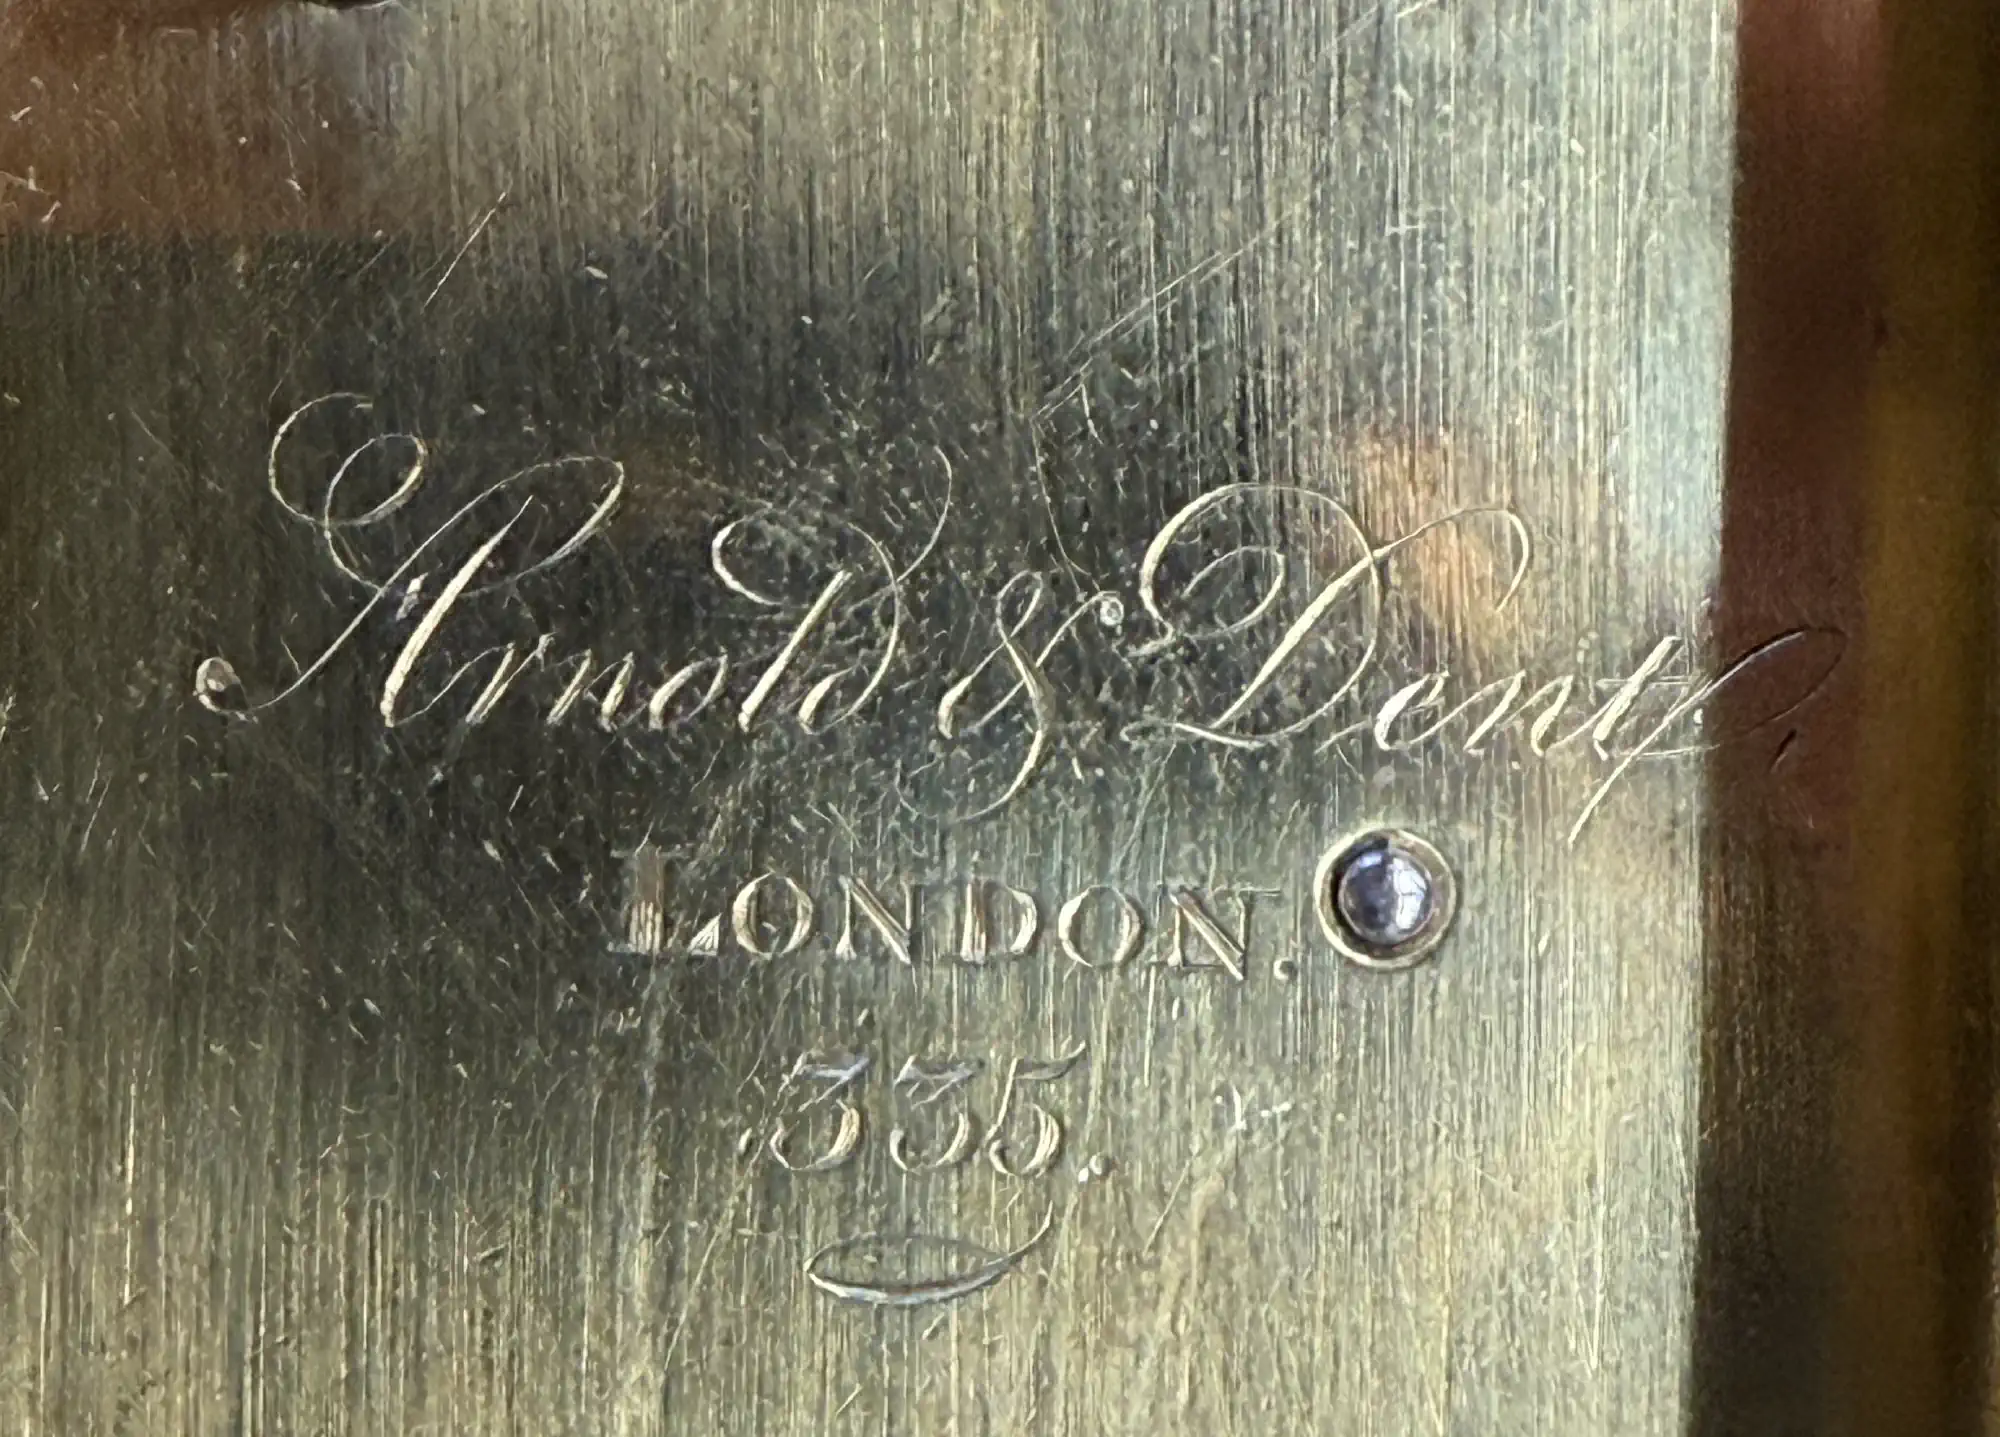 Arnold & Dent
LONDON.
335.